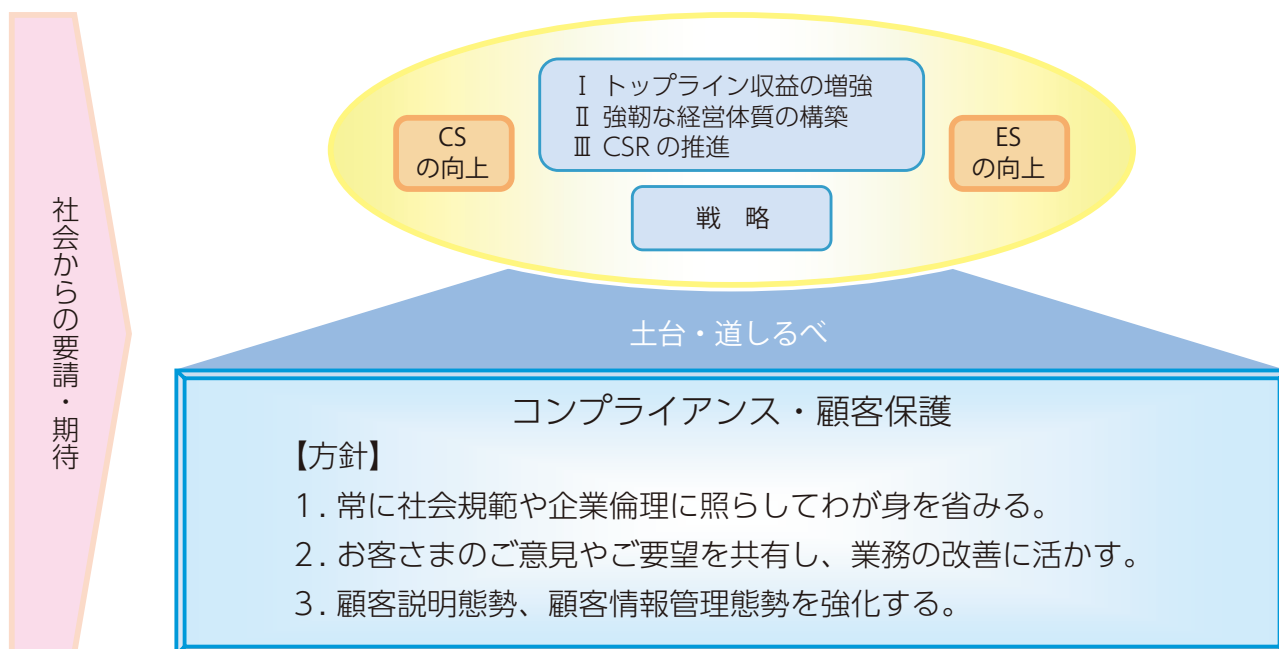 社会からの要請・期待
Ⅰ トップライン収益の増強
Ⅱ 強靭な経営体質の構築
Ⅲ CSR の推進
CS
の向上
ES
の向上
戦　略
土台・道しるべ
コンプライアンス・顧客保護
【方針】
１. 常に社会規範や企業倫理に照らしてわが身を省みる。
２. お客さまのご意見やご要望を共有し、業務の改善に活かす。
３. 顧客説明態勢、顧客情報管理態勢を強化する。